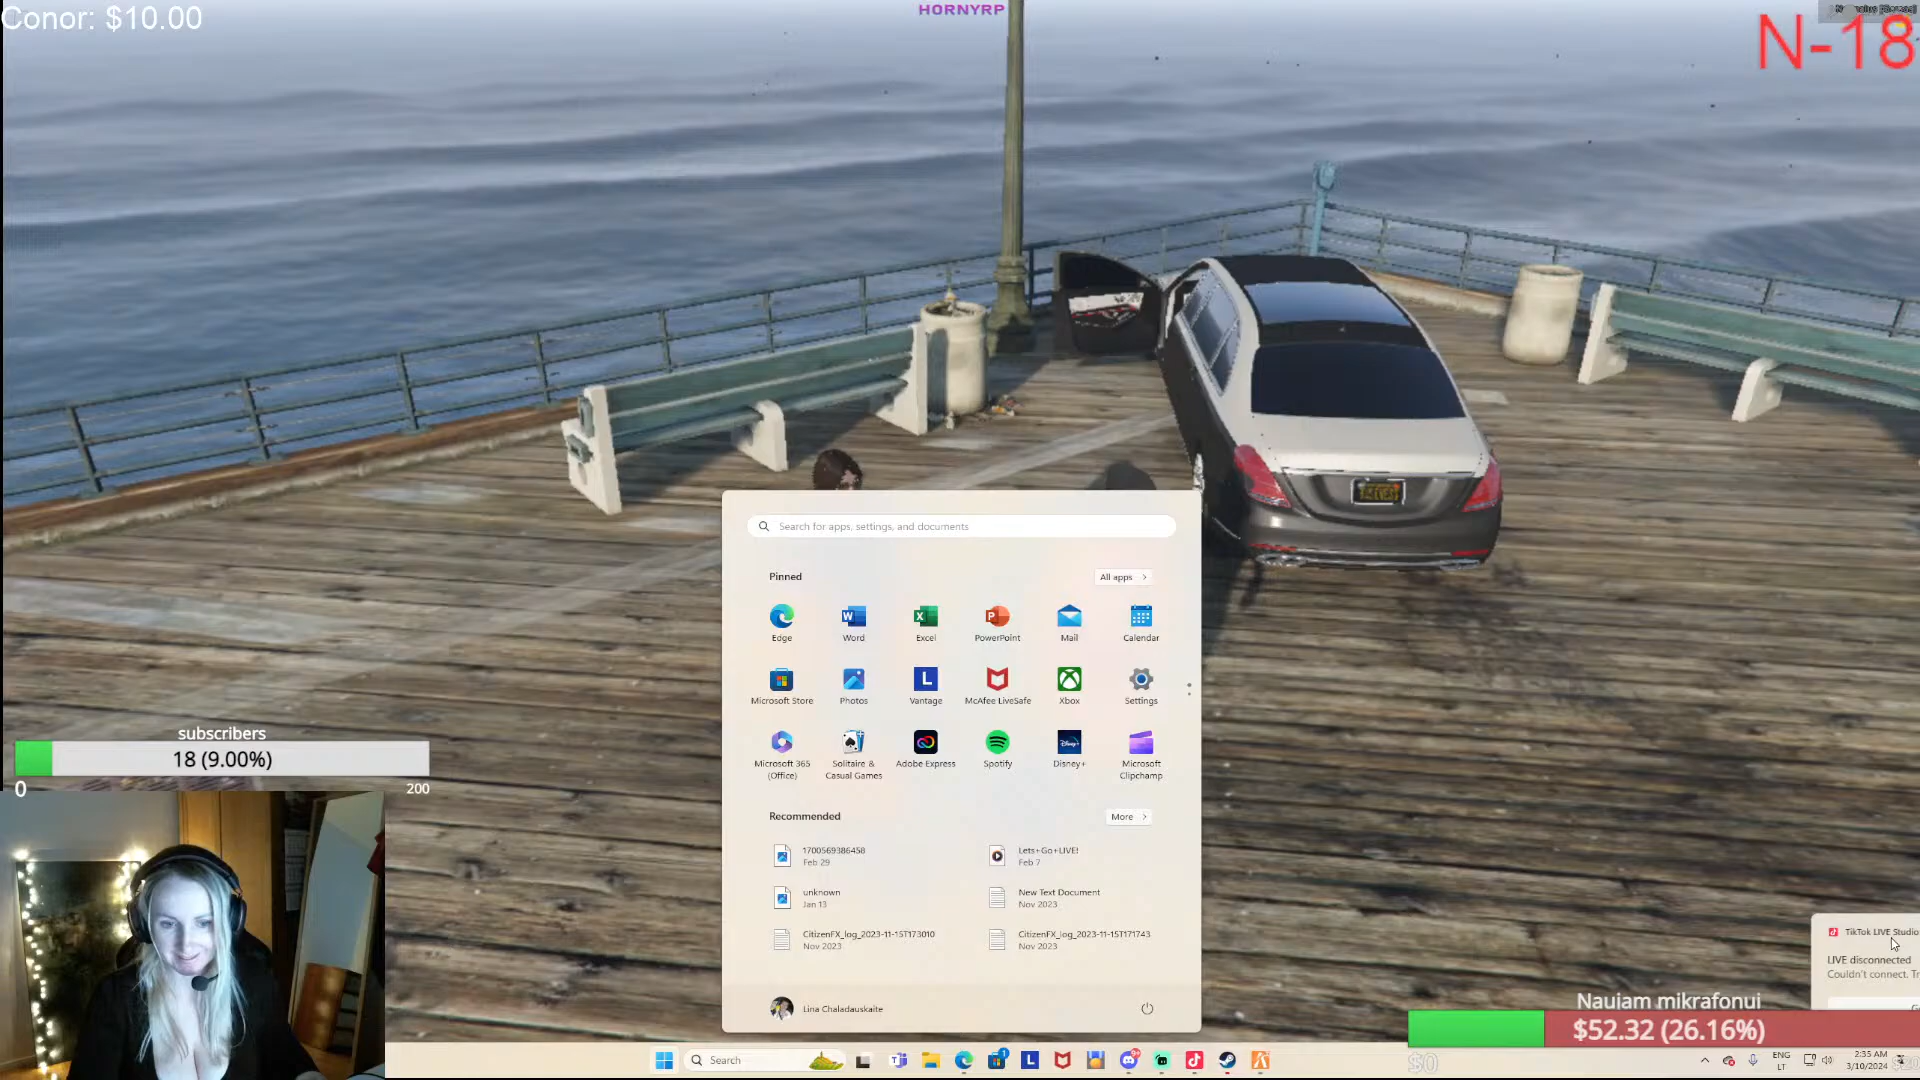 Conor: $10.00
HORNYRP
N-18
Search for apps, settings, and documents
Pinned
All apps
Edge
Word
Excel
PowerPoint
Mail
Calendar
Microsoft Store
Photos
Vantage
McAfee LiveSafe
Xbox
Settings
Microsoft 365
(Office)
Solitaire &
Casual Games
Adobe Express
Spotify
Disney+
Microsoft
Clipchamp
Recommended
More
1700569386458
Feb 29
Lets+Go+LIVE!
Feb 7
unknown
Jan 13
New Text Document
Nov 2023
CitizenFX_log_2023-11-15T173010
Nov 2023
CitizenFX_log_2023-11-15T171743
Nov 2023
Lina Chaladauskaite
subscribers
18 (9.00%)
0
200
TikTok LIVE Studio
LIVE disconnected
Couldn't connect. Tr
Nauiam mikrafonui
$52.32 (26.16%)
$0
Search
ENG
LT
2:35 AM
3/10/2024